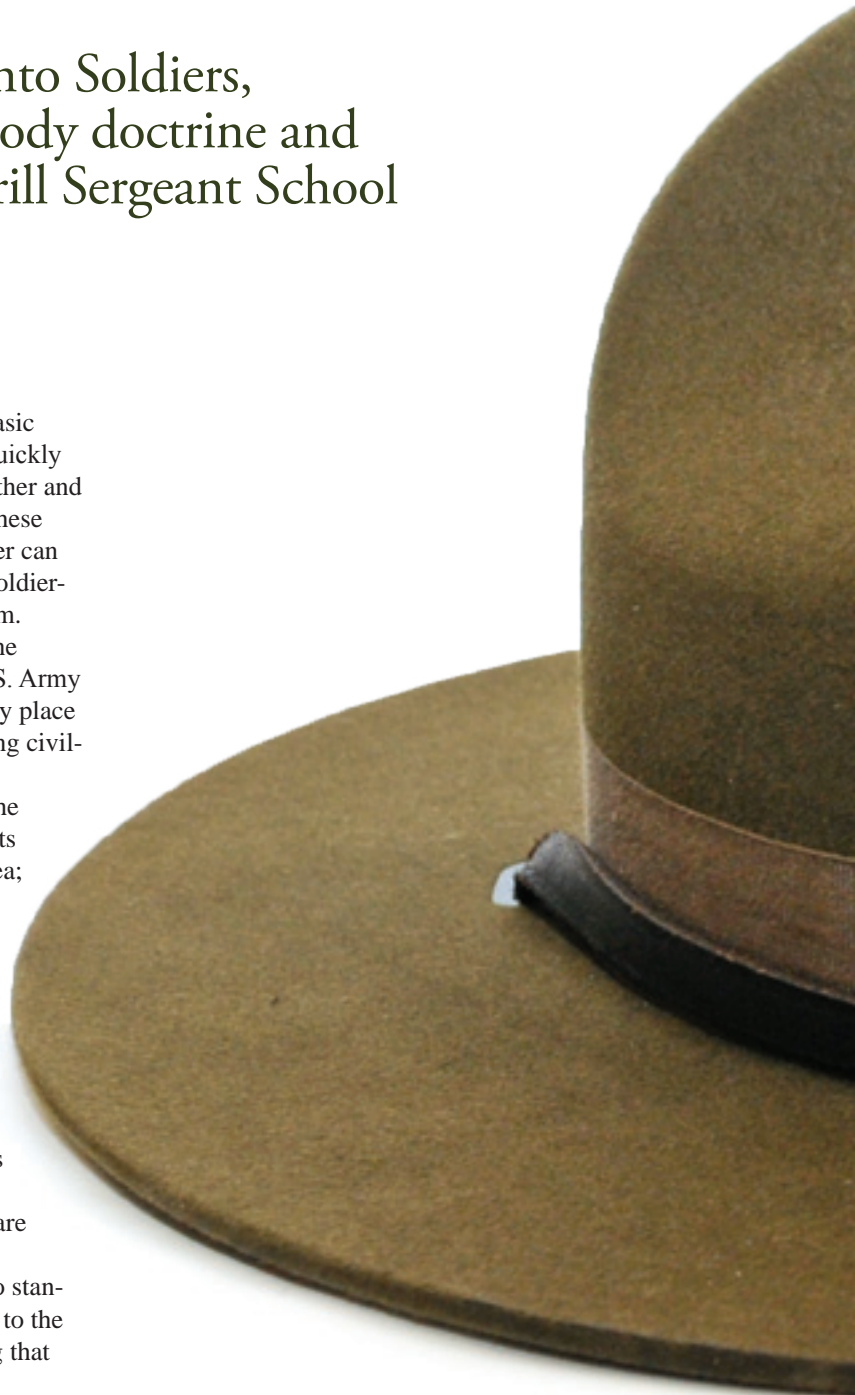 nto Soldiers,
ody doctrine and
rill Sergeant School
asic
uickly
ther and
hese
er can
oldier-
m.
he
S. Army
y place
ng civil-
he
ts
ea;
s
are
o stan-
to the
g that